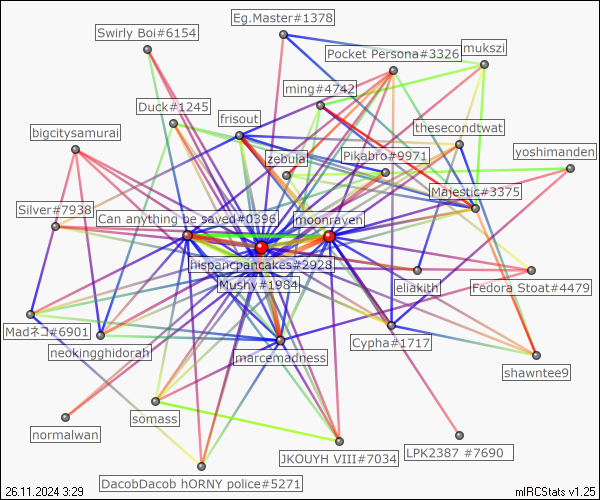 Eg.Master#1378
Swirly Boi#6154
Pocket Persona#3326
mukszi
ming#4742
Duck#1245
frisout
thesecondtwat
bigcitysamurai
zebulai
Pikabro#9971
yoshimanden
Majestic#3375
Silver#7938
Can anything be saved#0396
moonraven
hispancpancakes#2928
Mushy#1984
eliakith
Fedora Stoat#4479
Madネコ#6901
neokingghidorah
marcemadness
Cypha#1717
shawntee9
somass
normalwan
JKOUYH VIII#7034
LPK2387 #7690
DacobDacob hORNY police#5271
26.11.2024 3:29
mIRCStats v1.25